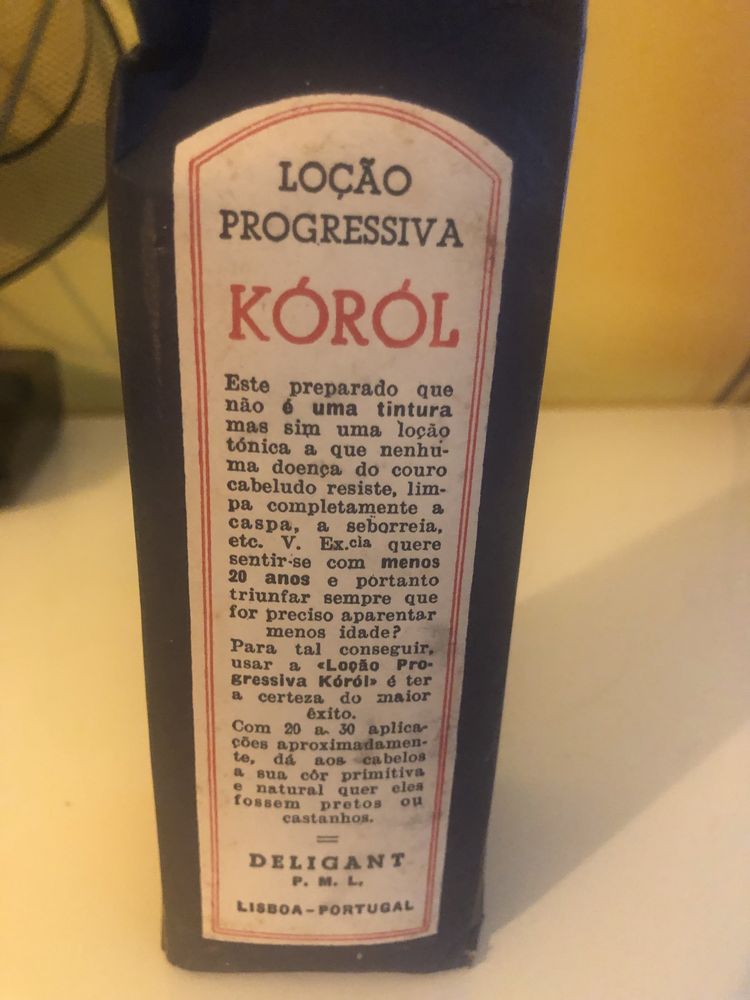 LOÇÃO
PROGRESSIVA
KÓRÓL
Este preparado que
não é uma tintura
mas sim uma loção
tónica a que nenhu-
ma doença do couro
cabeludo resiste, lim-
pa completamente a
caspa, a seborreia,
etc. V. Ex.cia quere
sentir-se com menos
20 anos e portanto
triunfar sempre que
for preciso aparentar
menos idade?
Para tal conseguir,
usar a «Loção Pro-
gressiva Kóról» é ter
a certeza do maior
êxito.
Com 20 a 30 aplica-
ções aproximadamen-
te, dá aos cabelos
a sua côr primitiva
e natural quer eles
fossem pretos ou
castanhos.
DELIGANT
P. M. L.
LISBOA-PORTUGAL